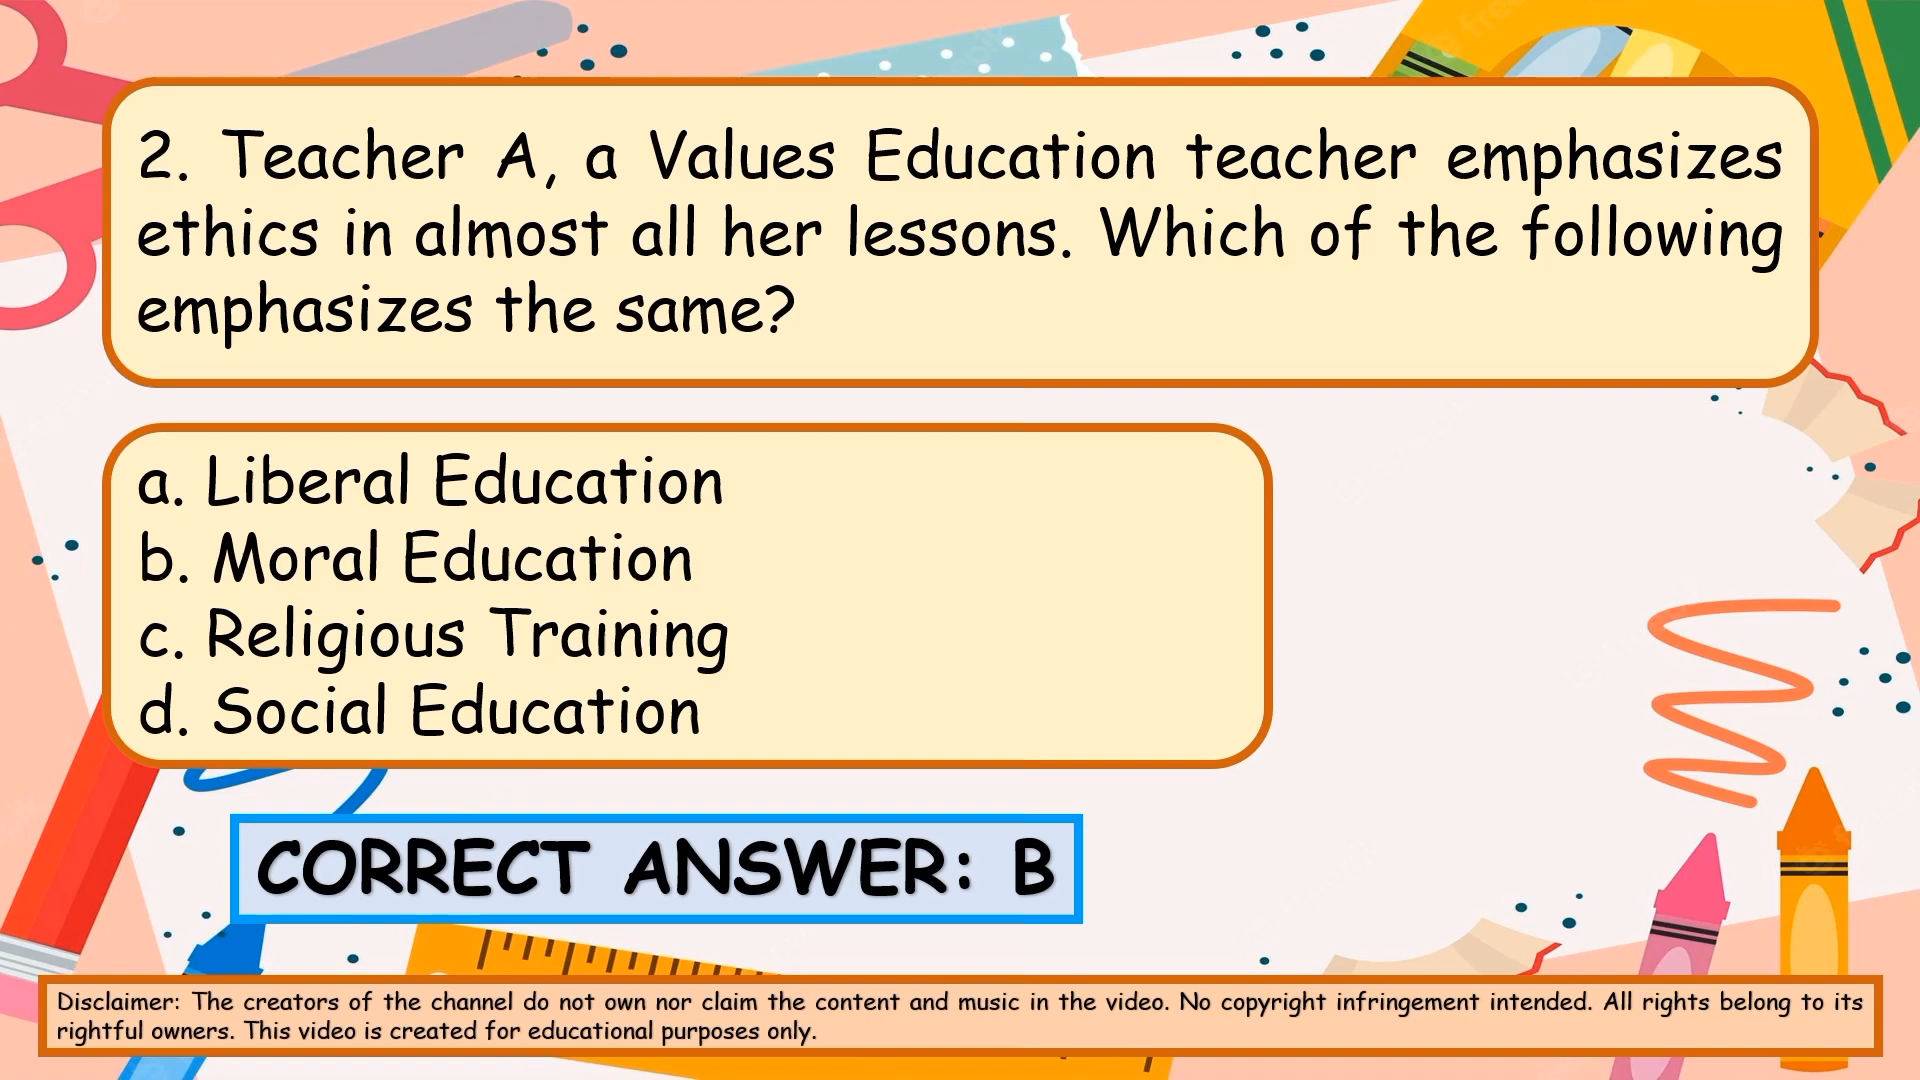 2. Teacher A, a Values Education teacher emphasizes
ethics in almost all her lessons. Which of the following
emphasizes the same?
a. Liberal Education
b. Moral Education
c. Religious Training
d. Social Education
CORRECT ANSWER: B
Disclaimer: The creators of the channel do not own nor claim the content and music in the video. No copyright infringement intended. All rights belong to its
rightful owners. This video is created for educational purposes only.